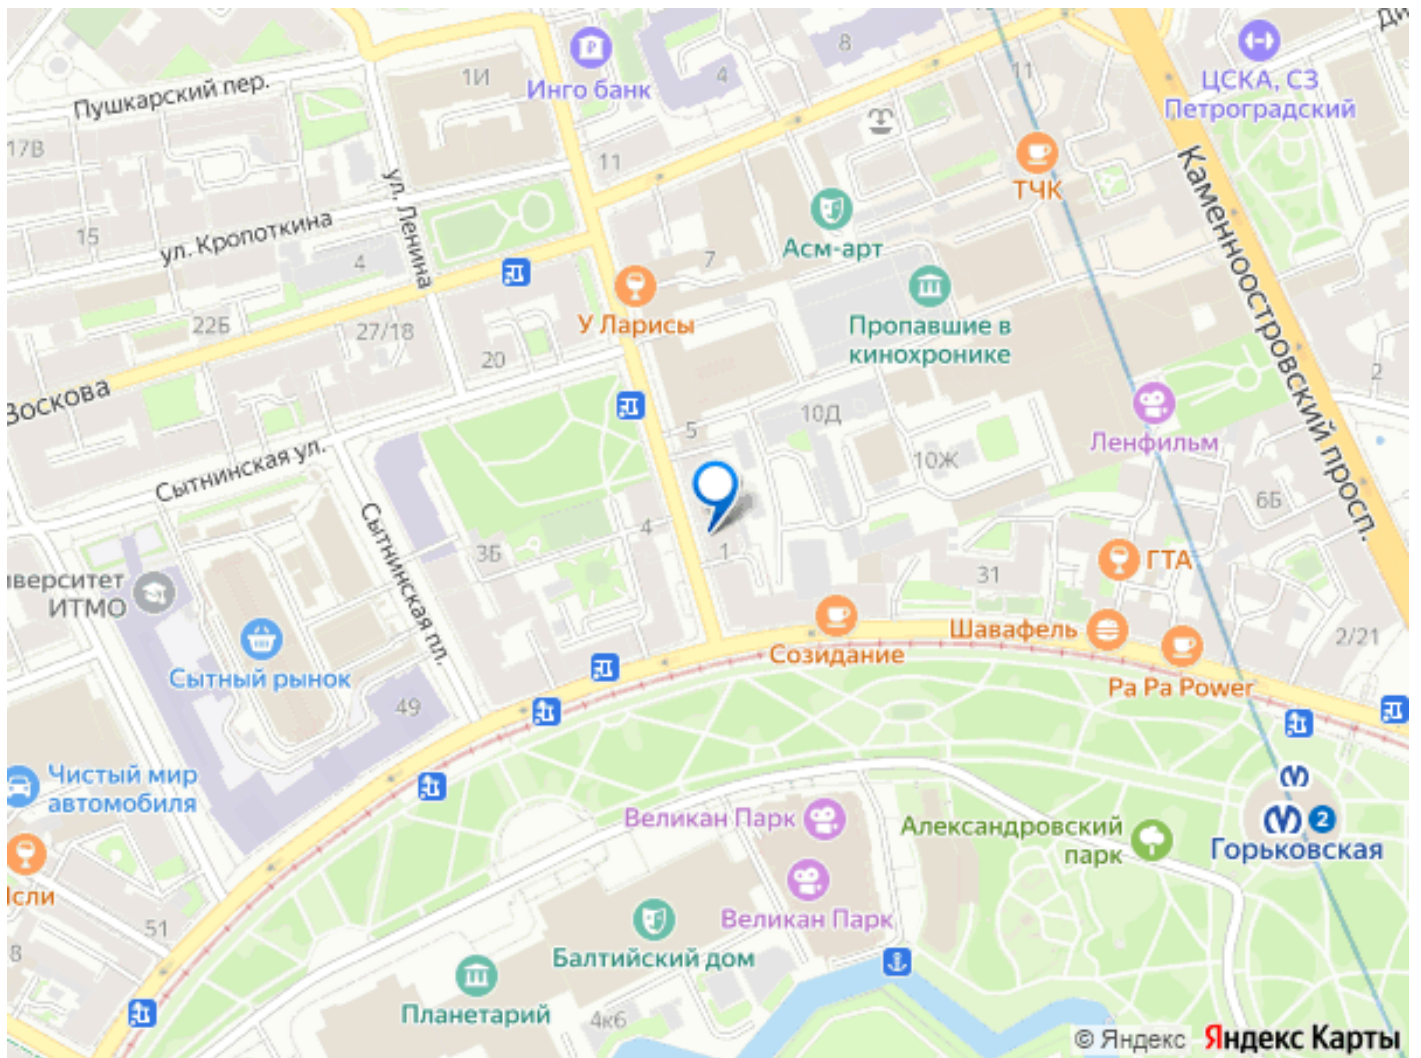 Пушкарский пер.
1И
Инго банк
4
8
11
ЦСКА, СЗ
Петроградский
17В
11
ТЧК
ул. Ленина
15
ул. Кропоткина
4
7
Асм-арт
Каменноостровский просп.
22Б
27/18
20
У Ларисы
Пропавшие в
кинохронике
2
Воскова
5
10Д
Ленфильм
Сытнинская ул.
10Ж
6Б
Сытнинская пл.
3Б
4
1
31
ГТА
иверситет
ИТМО
Сытный рынок
Созидание
Шавафель
2/21
Pa Pa Power
49
Чистый мир
автомобиля
Великан Парк
Александровский
парк
2
Горьковская
сли
51
8
Великан Парк
Балтийский дом
Планетарий
4к6
© Яндекс Яндекс Карты